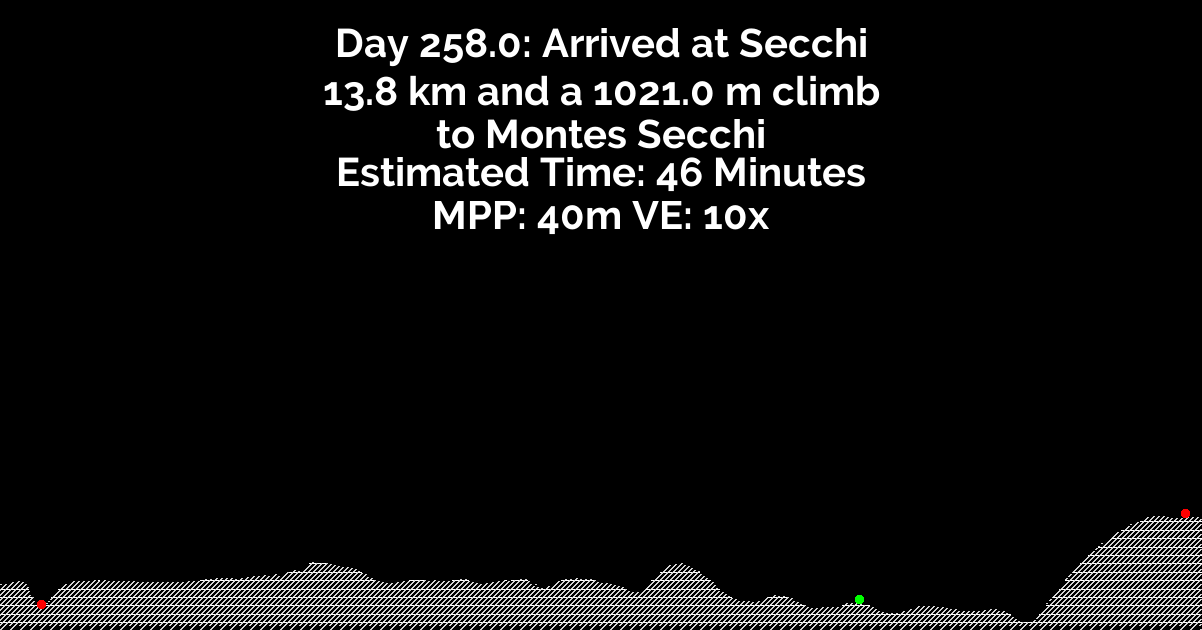 Day 258.0: Arrived at Secchi
13.8 km and a 1021.0 m climb
to Montes Secchi
Estimated Time: 46 Minutes
MPP: 40m VE: 10x